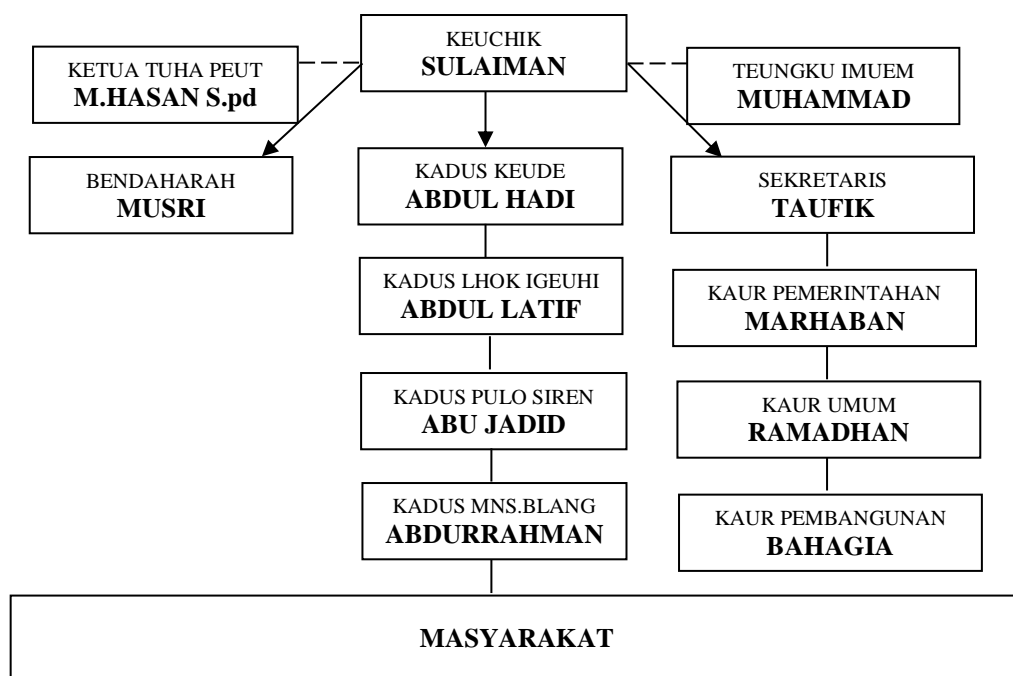 KEUCHIK
SULAIMAN
KETUA TUHA PEUT
M.HASAN S.pd
TEUNGKU IMUEM
MUHAMMAD
BENDAHARAH
MUSRI
KADUS KEUDE
ABDUL HADI
SEKRETARIS
TAUFIK
KADUS LHOK IGEUHI
ABDUL LATIF
KAUR PEMERINTAHAN
MARHABAN
KADUS PULO SIREN
ABU JADID
KAUR UMUM
RAMADHAN
KADUS MNS.BLANG
ABDURRAHMAN
KAUR PEMBANGUNAN
BAHAGIA
MASYARAKAT